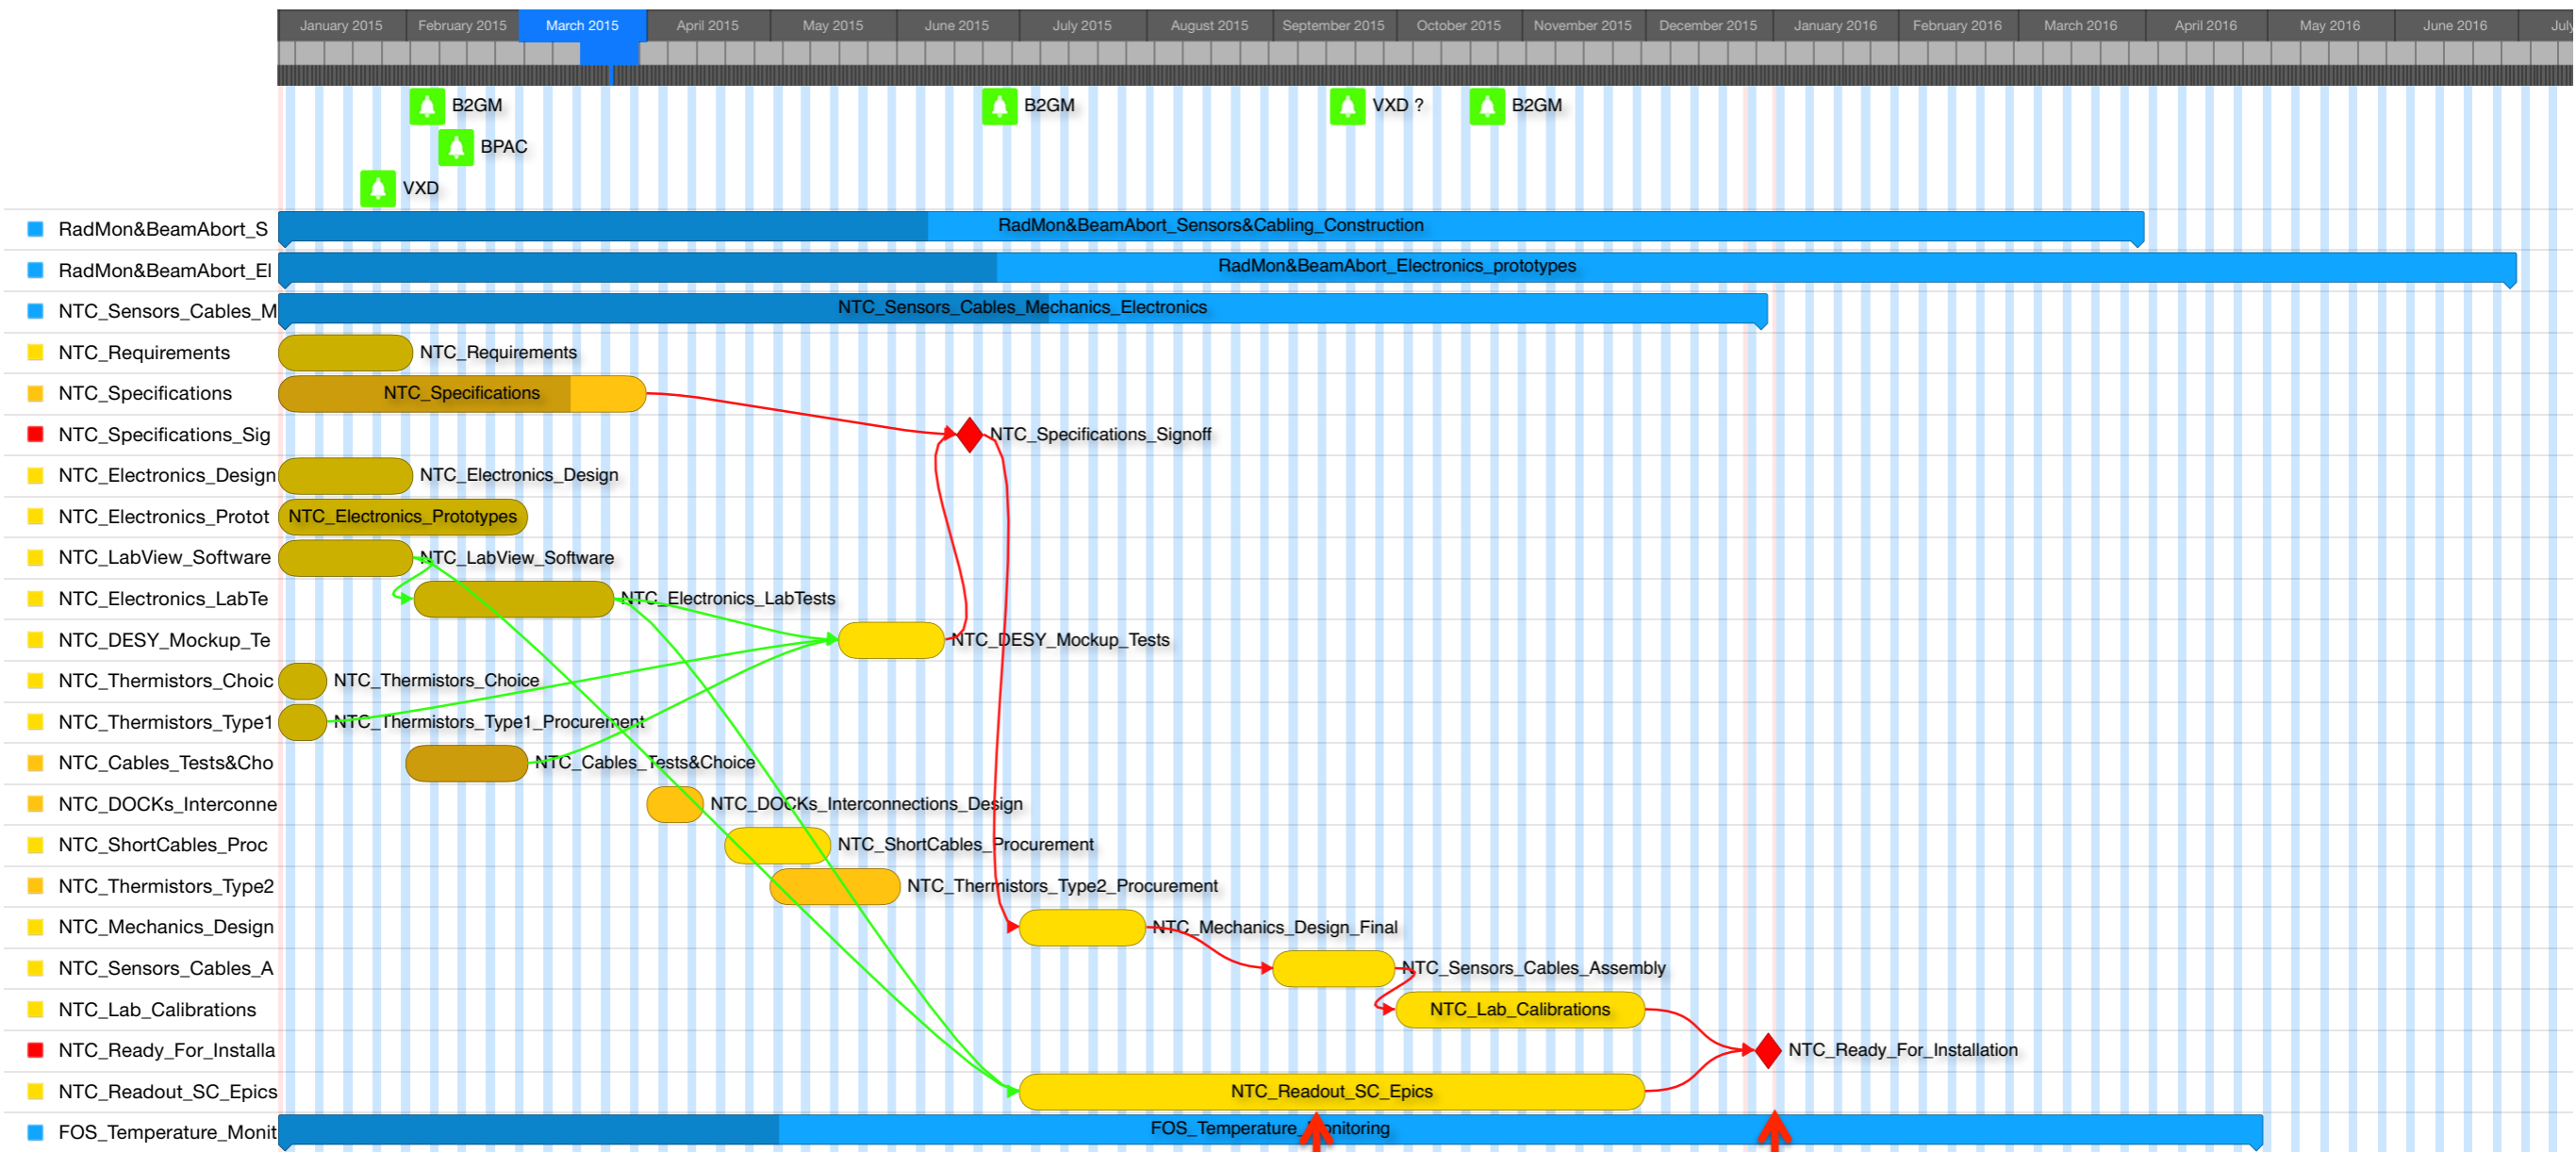 January 2015 February 2015 March 2015 April 2015 May 2015 June 2015 July 2015 August 2015 September 2015 October 2015 November 2015 December 2015 January 2016 February 2016 March 2016 April 2016 May 2016 June 2016 July
B2GM B2GM VXD ? B2GM
BPAC
VXD
RadMon&BeamAbort_S RadMon&BeamAbort_Sensors&Cabling_Construction
RadMon&BeamAbort_El RadMon&BeamAbort_Electronics_prototypes
NTC_Sensors_Cables_M NTC_Sensors_Cables_Mechanics_Electronics
NTC_Requirements NTC_Requirements
NTC_Specifications NTC_Specifications
NTC_Specifications_Sig NTC_Specifications_Signoff
NTC_Electronics_Design NTC_Electronics_Design
NTC_Electronics_Protot NTC_Electronics_Prototypes
NTC_LabView_Software NTC_LabView_Software
NTC_Electronics_LabTe NTC_Electronics_LabTests
NTC_DESY_Mockup_Te NTC_DESY_Mockup_Tests
NTC_Thermistors_Choic NTC_Thermistors_Choice
NTC_Thermistors_Type1 NTC_Thermistors_Type1_Procurement
NTC_Cables_Tests&Cho NTC_Cables_Tests&Choice
NTC_DOCKs_Interconne NTC_DOCKs_Interconnections_Design
NTC_ShortCables_Proc NTC_ShortCables_Procurement
NTC_Thermistors_Type2 NTC_Thermistors_Type2_Procurement
NTC_Mechanics_Design NTC_Mechanics_Design_Final
NTC_Sensors_Cables_A NTC_Sensors_Cables_Assembly
NTC_Lab_Calibrations NTC_Lab_Calibrations
NTC_Ready_For_Installa NTC_Ready_For_Installation
NTC_Readout_SC_Epics NTC_Readout_SC_Epics
FOS_Temperature_Monit FOS_Temperature_Monitoring